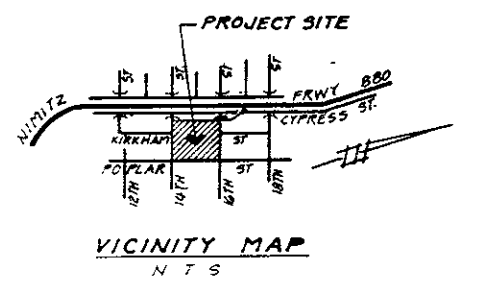 PROJECT SITE
ST
ST
ST
ST
NIMITZ
FRWY
880
CYPRESS ST.
KIRKHAM
ST
POPLAR
ST
12TH
14TH
16TH
18TH
VICINITY MAP
N T S